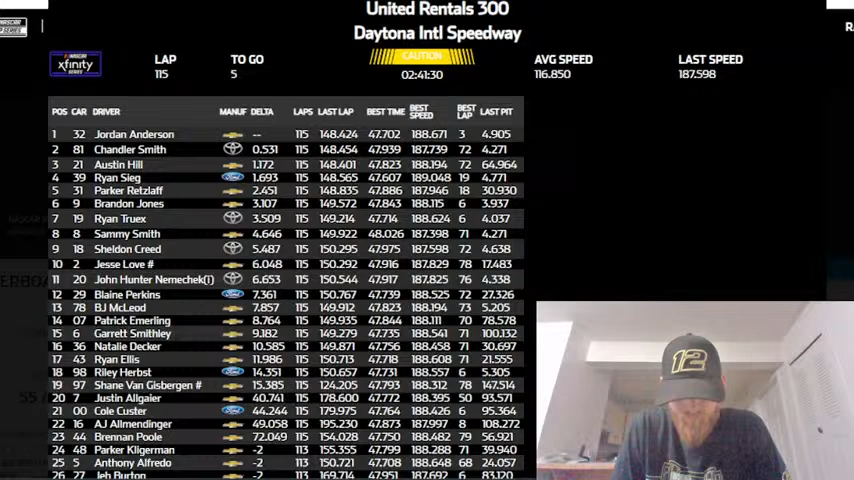 United Rentals 300
Daytona Intl Speedway
NASCAR xfinity SERIES
LAP 115
TO GO 5
CAUTION
02:41:30
AVG SPEED 116.850
LAST SPEED 187.598
POS CAR DRIVER MANUF DELTA LAPS LAST LAP BEST TIME BEST SPEED BEST LAP LAST PIT
1 32 Jordan Anderson -- 115 148.424 47.702 188.671 3 4.905
2 81 Chandler Smith 0.531 115 148.454 47.939 187.739 72 4.271
3 21 Austin Hill 1.172 115 148.401 47.823 188.194 72 64.964
4 39 Ryan Sieg 1.693 115 148.565 47.607 189.048 19 4.771
5 31 Parker Retzlaff 2.451 115 148.835 47.886 187.946 18 30.930
6 9 Brandon Jones 3.107 115 149.572 47.843 188.115 6 3.937
7 19 Ryan Truex 3.509 115 149.214 47.714 188.624 6 4.037
8 8 Sammy Smith 4.646 115 149.922 48.026 187.398 71 4.271
9 18 Sheldon Creed 5.487 115 150.295 47.975 187.598 72 4.638
10 2 Jesse Love # 6.048 115 150.292 47.916 187.829 78 17.483
11 20 John Hunter Nemechek(i) 6.653 115 150.544 47.917 187.825 76 4.338
12 29 Blaine Perkins 7.361 115 150.767 47.739 188.525 72 27.326
13 78 BJ McLeod 7.857 115 149.912 47.823 188.194 73 5.205
14 07 Patrick Emerling 8.764 115 149.935 47.844 188.111 70 78.578
15 6 Garrett Smithley 9.182 115 149.279 47.735 188.541 71 100.132
16 36 Natalie Decker 10.585 115 149.871 47.756 188.458 71 30.697
17 43 Ryan Ellis 11.986 115 150.713 47.718 188.608 71 21.555
18 98 Riley Herbst 14.351 115 150.657 47.731 188.557 6 5.305
19 97 Shane Van Gisbergen # 15.385 115 124.205 47.793 188.312 78 147.514
20 7 Justin Allgaier 40.741 115 178.600 47.772 188.395 50 93.571
21 00 Cole Custer 44.244 115 179.975 47.764 188.426 6 95.364
22 16 AJ Allmendinger 49.058 115 195.230 47.873 187.997 8 108.272
23 44 Brennan Poole 72.049 115 154.028 47.750 188.482 79 56.921
24 48 Parker Kligerman -2 113 155.355 47.799 188.288 71 39.940
25 5 Anthony Alfredo -2 113 150.721 47.708 188.648 68 24.057
26 27 Jeb Burton -2 113 169.714 47.951 187.692 6 83.120
12